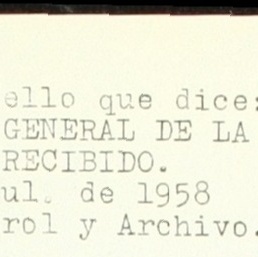 ello que dice:
GENERAL DE LA
RECIBIDO.
ul. de 1958
rol y Archivo.